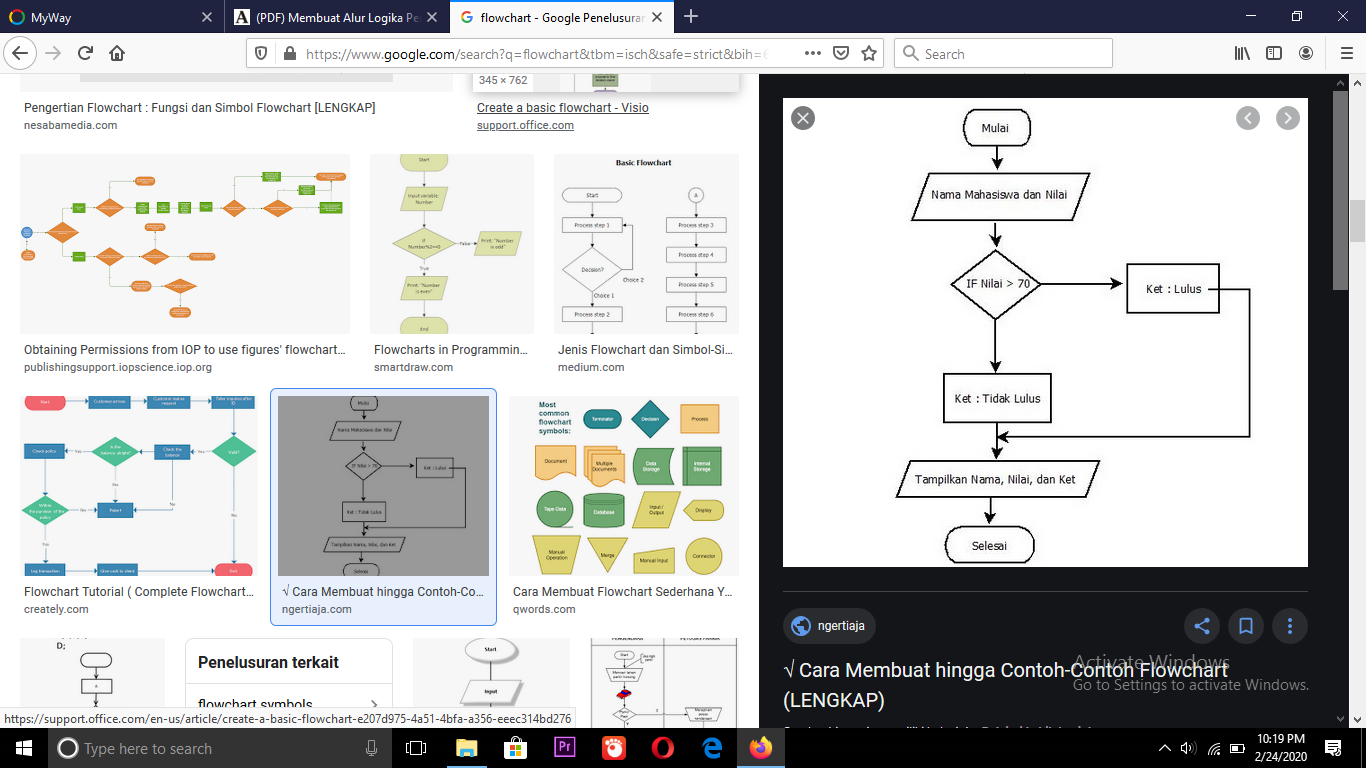 MyWay
(PDF) Membuat Alur Logika Pe
flowchart - Google Penelusuran
https://www.google.com/search?q=flowchart&tbm=isch&safe=strict&bih=
Search
345 × 762
Pengertian Flowchart : Fungsi dan Simbol Flowchart [LENGKAP]
nesabamedia.com
Create a basic flowchart - Visio
support.office.com
Start
Input variable:
Number
If
Number%2==0
False
Print: "Number
is odd"
True
Print: "Number
is even"
End
Basic Flowchart
Start
A
Process step 1
Process step 3
Process step 4
Decision?
Choice 2
Process step 5
Choice 1
Process step 2
Process step 6
Obtaining Permissions from IOP to use figures' flowchart...
publishingsupport.iopscience.iop.org
Flowcharts in Programmin...
smartdraw.com
Jenis Flowchart dan Simbol-Si...
medium.com
Start
Check policy
Yes
Check the
balance
Yes
Valid?
No
Yes
Log transaction
Give cash to client
End
Mulai
Nama Mahasiswa dan Nilai
IF Nilai > 70
Ket : Lulus
Ket : Tidak Lulus
Tampilkan Nama, Nilai, dan Ket
Selesai
Most
common
flowchart
symbols:
Terminator
Decision
Process
Document
Multiple
Documents
Data
Storage
Internal
Storage
Tape Data
Database
Input /
Output
Display
Manual
Operation
Merge
Manual Input
Connector
Flowchart Tutorial ( Complete Flowchart...
creately.com
√ Cara Membuat hingga Contoh-Co...
ngertiaja.com
Cara Membuat Flowchart Sederhana Y...
qwords.com
D;
Penelusuran terkait
flowchart symbols
Start
Input
Start
https://support.office.com/en-us/article/create-a-basic-flowchart-e207d975-4a51-4bfa-a356-eeec314bd276
Mulai
Nama Mahasiswa dan Nilai
IF Nilai > 70
Ket : Lulus
Ket : Tidak Lulus
Tampilkan Nama, Nilai, dan Ket
Selesai
ngertiaja
√ Cara Membuat hingga Contoh-Contoh Flowchart
(LENGKAP)
Activate Windows
Go to Settings to activate Windows.
Type here to search
Pr
10:19 PM
2/24/2020